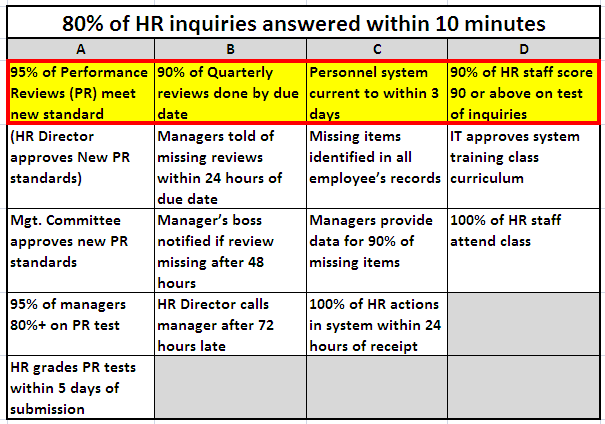 80% of HR inquiries answered within 10 minutes
A B C D
95% of Performance
Reviews (PR) meet
new standard
90% of Quarterly
reviews done by due
date
Personnel system
current to within 3
days
90% of HR staff score
90 or above on test
of inquiries
(HR Director
approves New PR
standards)
Managers told of
missing reviews
within 24 hours of
due date
Missing items
identified in all
employee's records
IT approves system
training class
curriculum
Mgt. Committee
approves new PR
standards
Manager's boss
notified if review
missing after 48
hours
Managers provide
data for 90% of
missing items
100% of HR staff
attend class
95% of managers
80%+ on PR test
HR Director calls
manager after 72
hours late
100% of HR actions
in system within 24
hours of receipt
HR grades PR tests
within 5 days of
submission